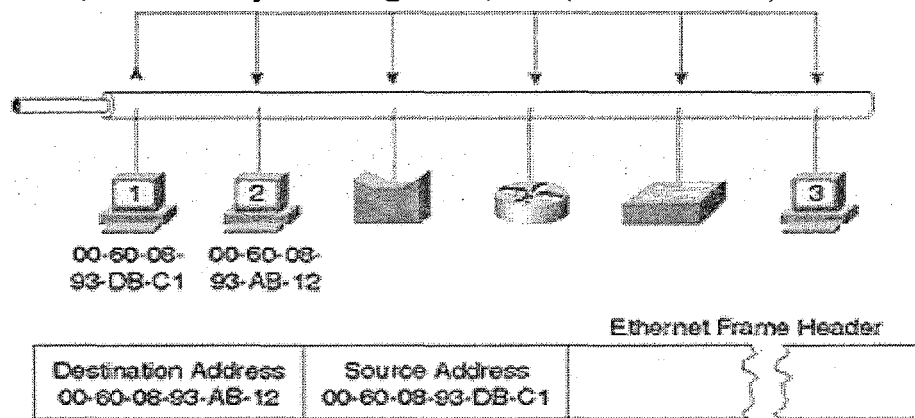 1 2 3
00-60-08- 00-60-08-
93-DB-C1 93-AB-12
Ethernet Frame Header
Destination Address Source Address
00-60-08-93-AB-12 00-60-08-93-DB-C1